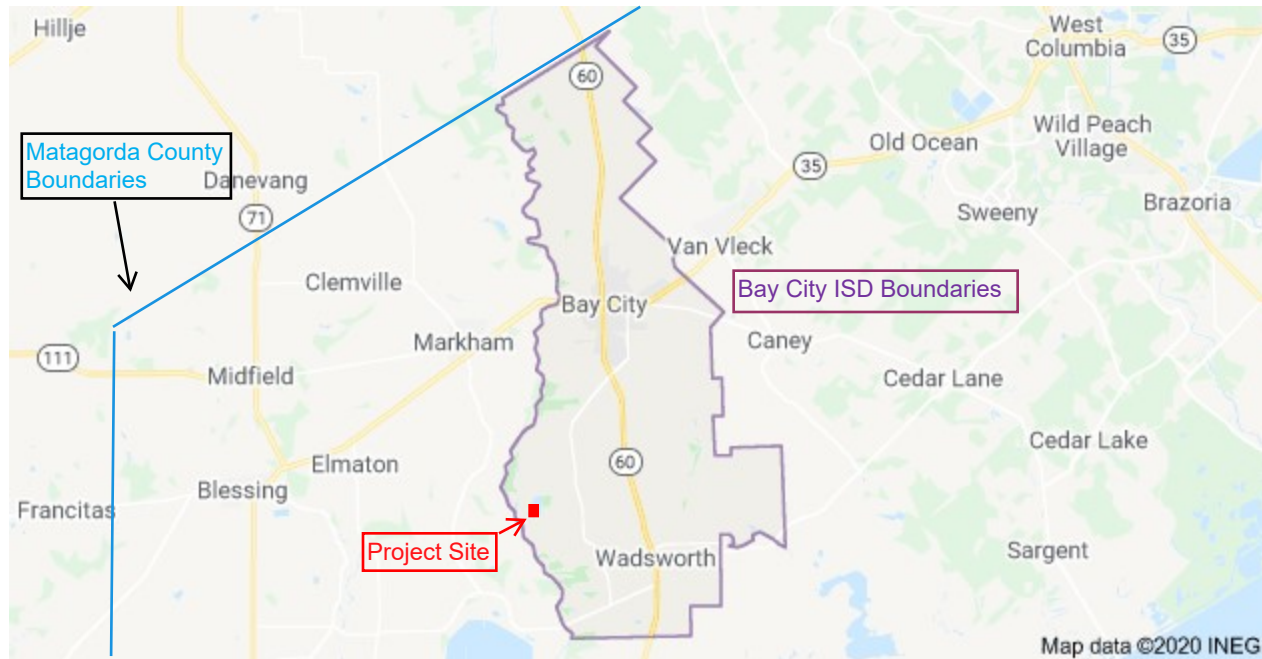 Hillje
60
West
Columbia
35
Old Ocean
Wild Peach
Village
Matagorda County
Boundaries
Danevang
35
Brazoria
71
Sweeny
Van Vleck
Clemville
Bay City
Bay City ISD Boundaries
Markham
Caney
111
Midfield
Cedar Lane
Cedar Lake
Elmaton
60
Blessing
Francitas
Project Site
Wadsworth
Sargent
Map data ©2020 INEG